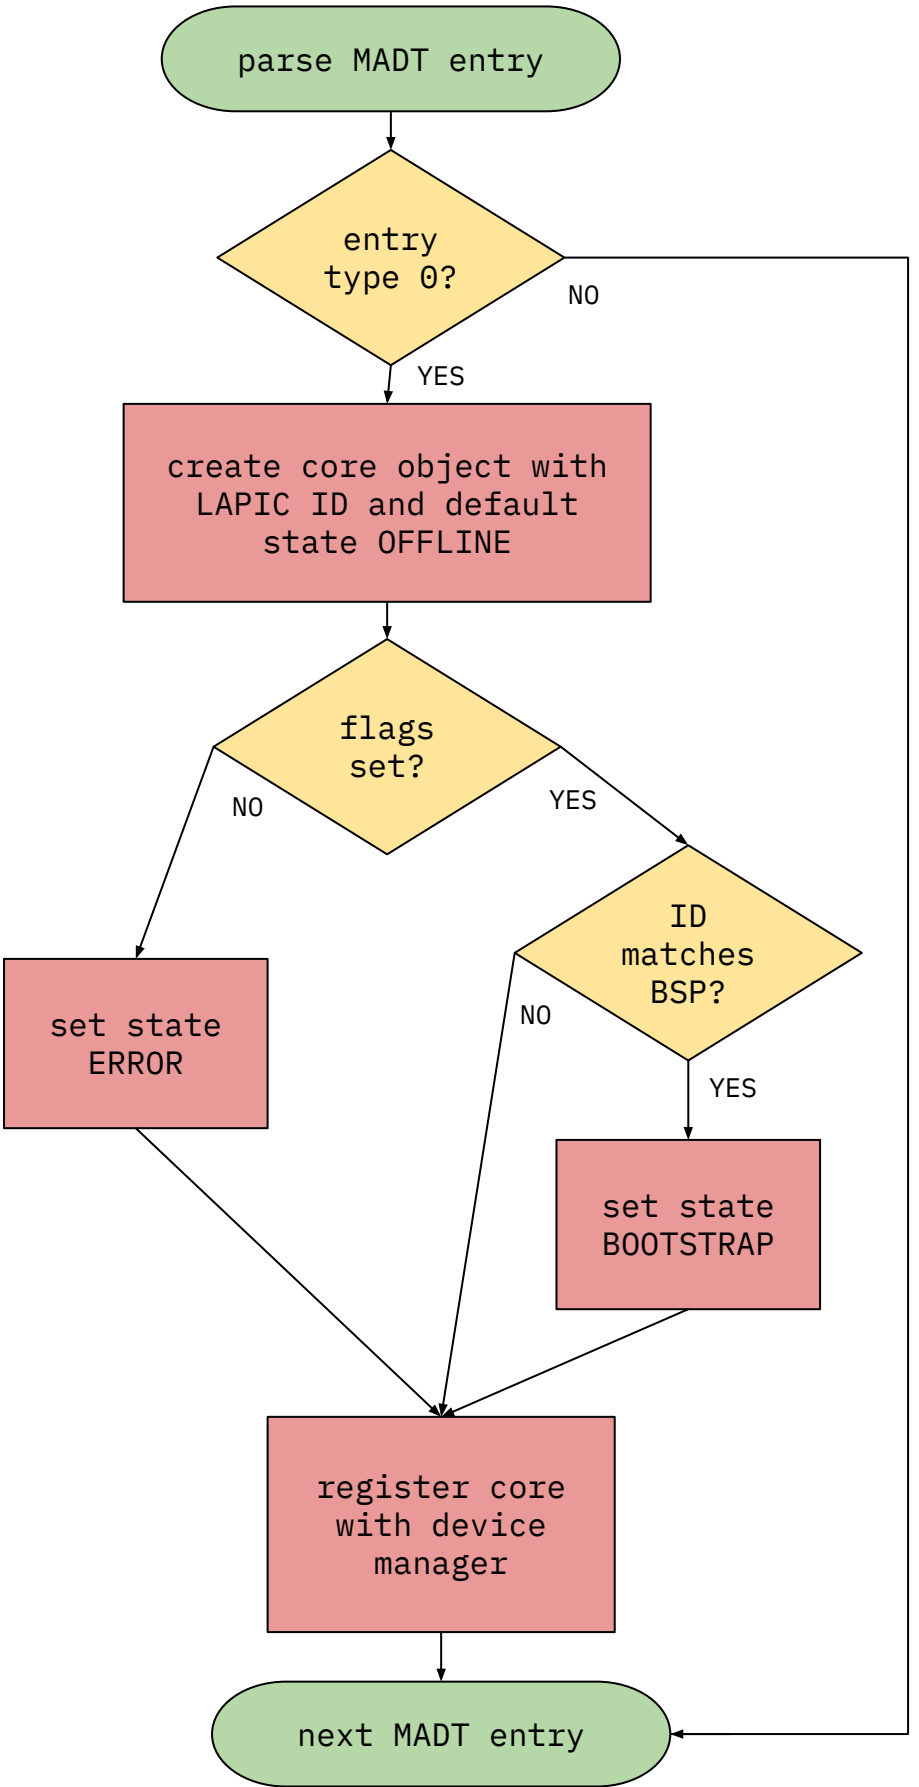 parse MADT entry
entry
type 0?
NO
YES
create core object with
LAPIC ID and default
state OFFLINE
flags
set?
NO
YES
ID
matches
BSP?
NO
YES
set state
ERROR
set state
BOOTSTRAP
register core
with device
manager
next MADT entry